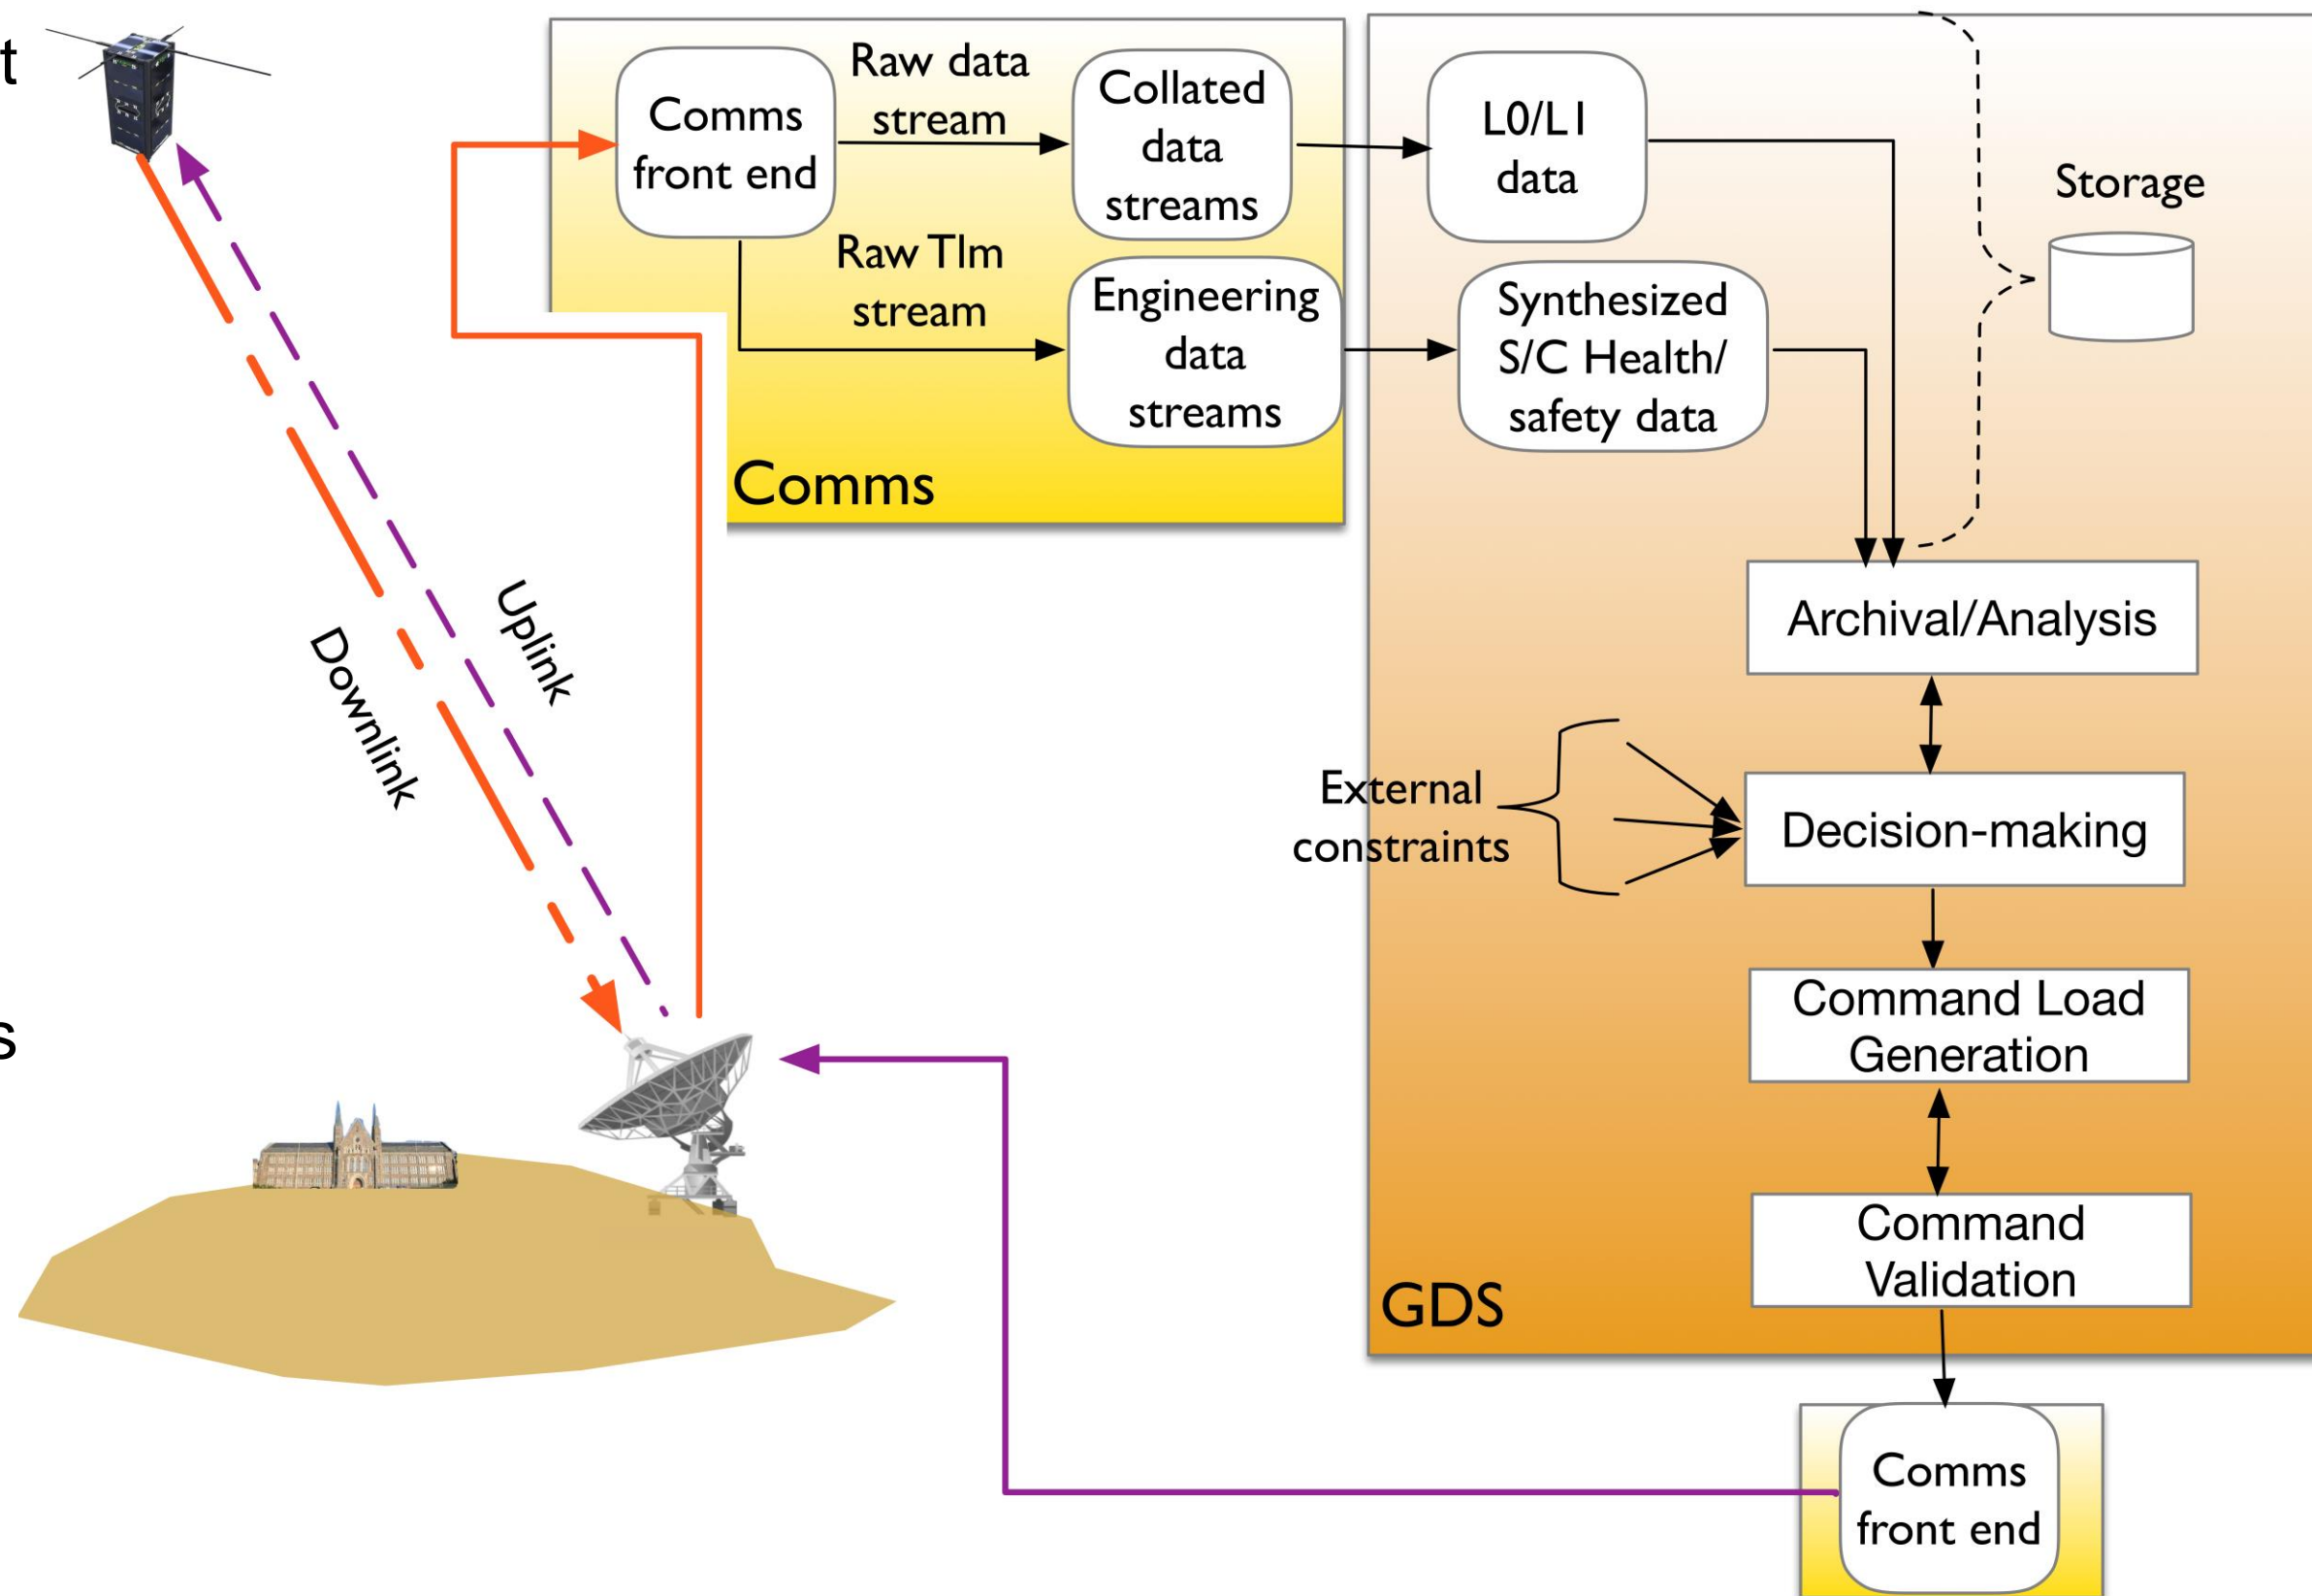 t
Comms
front end
Raw data
stream
Collated
data
streams
L0/L1
data
Storage
Raw Tlm
stream
Engineering
data
streams
Synthesized
S/C Health/
safety data
Comms
Uplink
Downlink
Archival/Analysis
External
constraints
Decision-making
Command Load
Generation
s
Command
Validation
GDS
Comms
front end